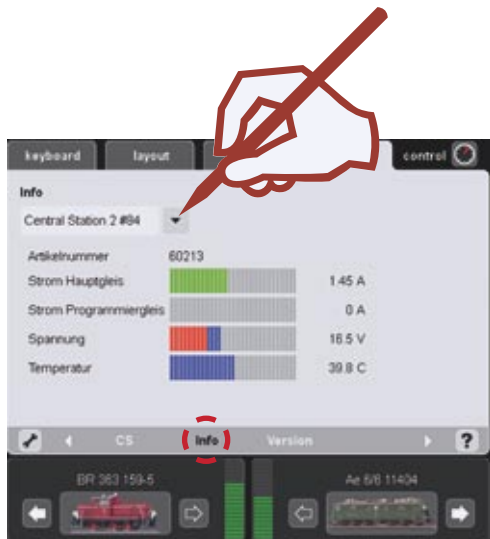 keyboard layout control
Info
Central Station 2 #84
Artikelnummer 60213
Strom Hauptgleis 1.45 A
Strom Programmiergleis 0 A
Spannung 16.5 V
Temperatur 39.8 C
CS Info Version ?
BR 363 159-5 Ae 6/6 11404